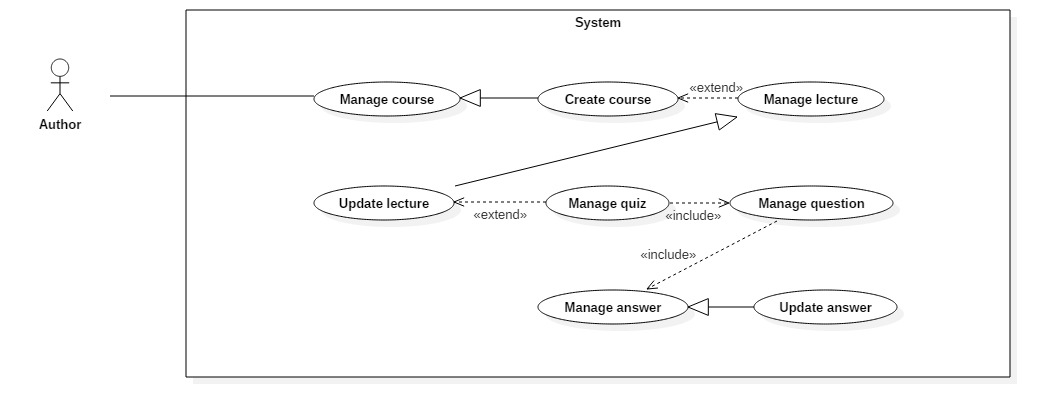 System
Author
Manage course
Create course
«extend»
Manage lecture
Update lecture
«extend»
Manage quiz
«include»
Manage question
«include»
Manage answer
Update answer